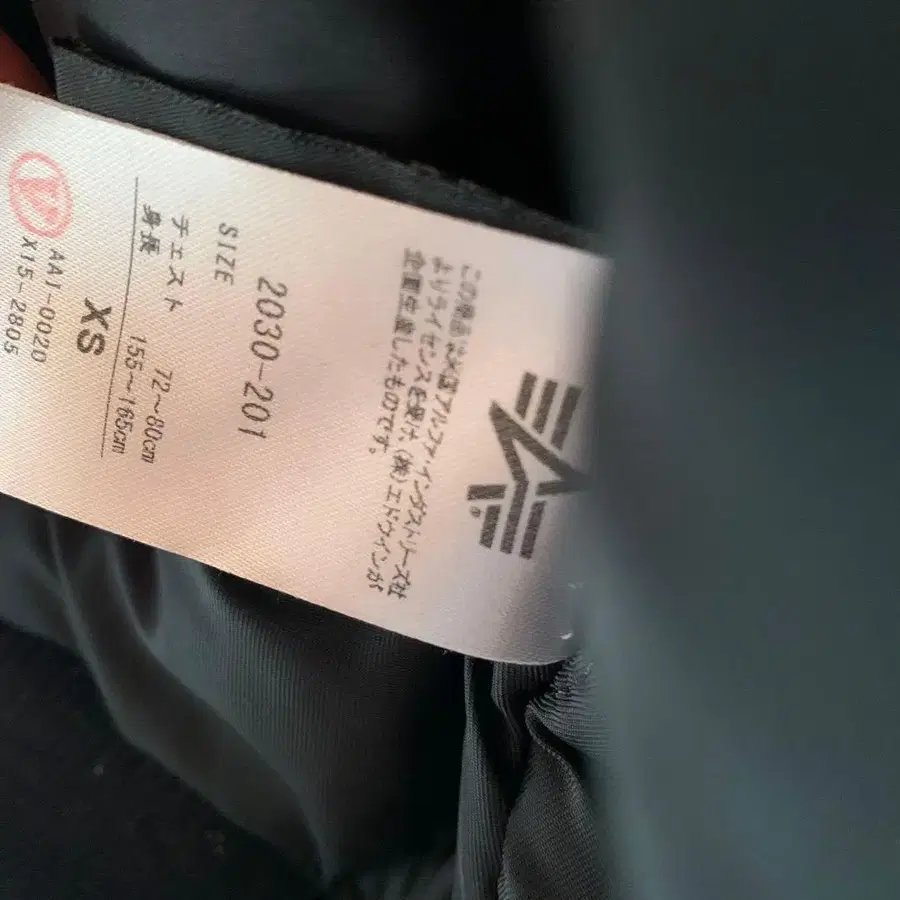 この商品は米国アルファ・インダストリーズ社
よりライセンスを受け、(株)エドウインが
企画生産したものです。
2030-201
SIZE
チェスト 72~80cm
身長 155~165cm
XS
AA1-0020
X15-2805